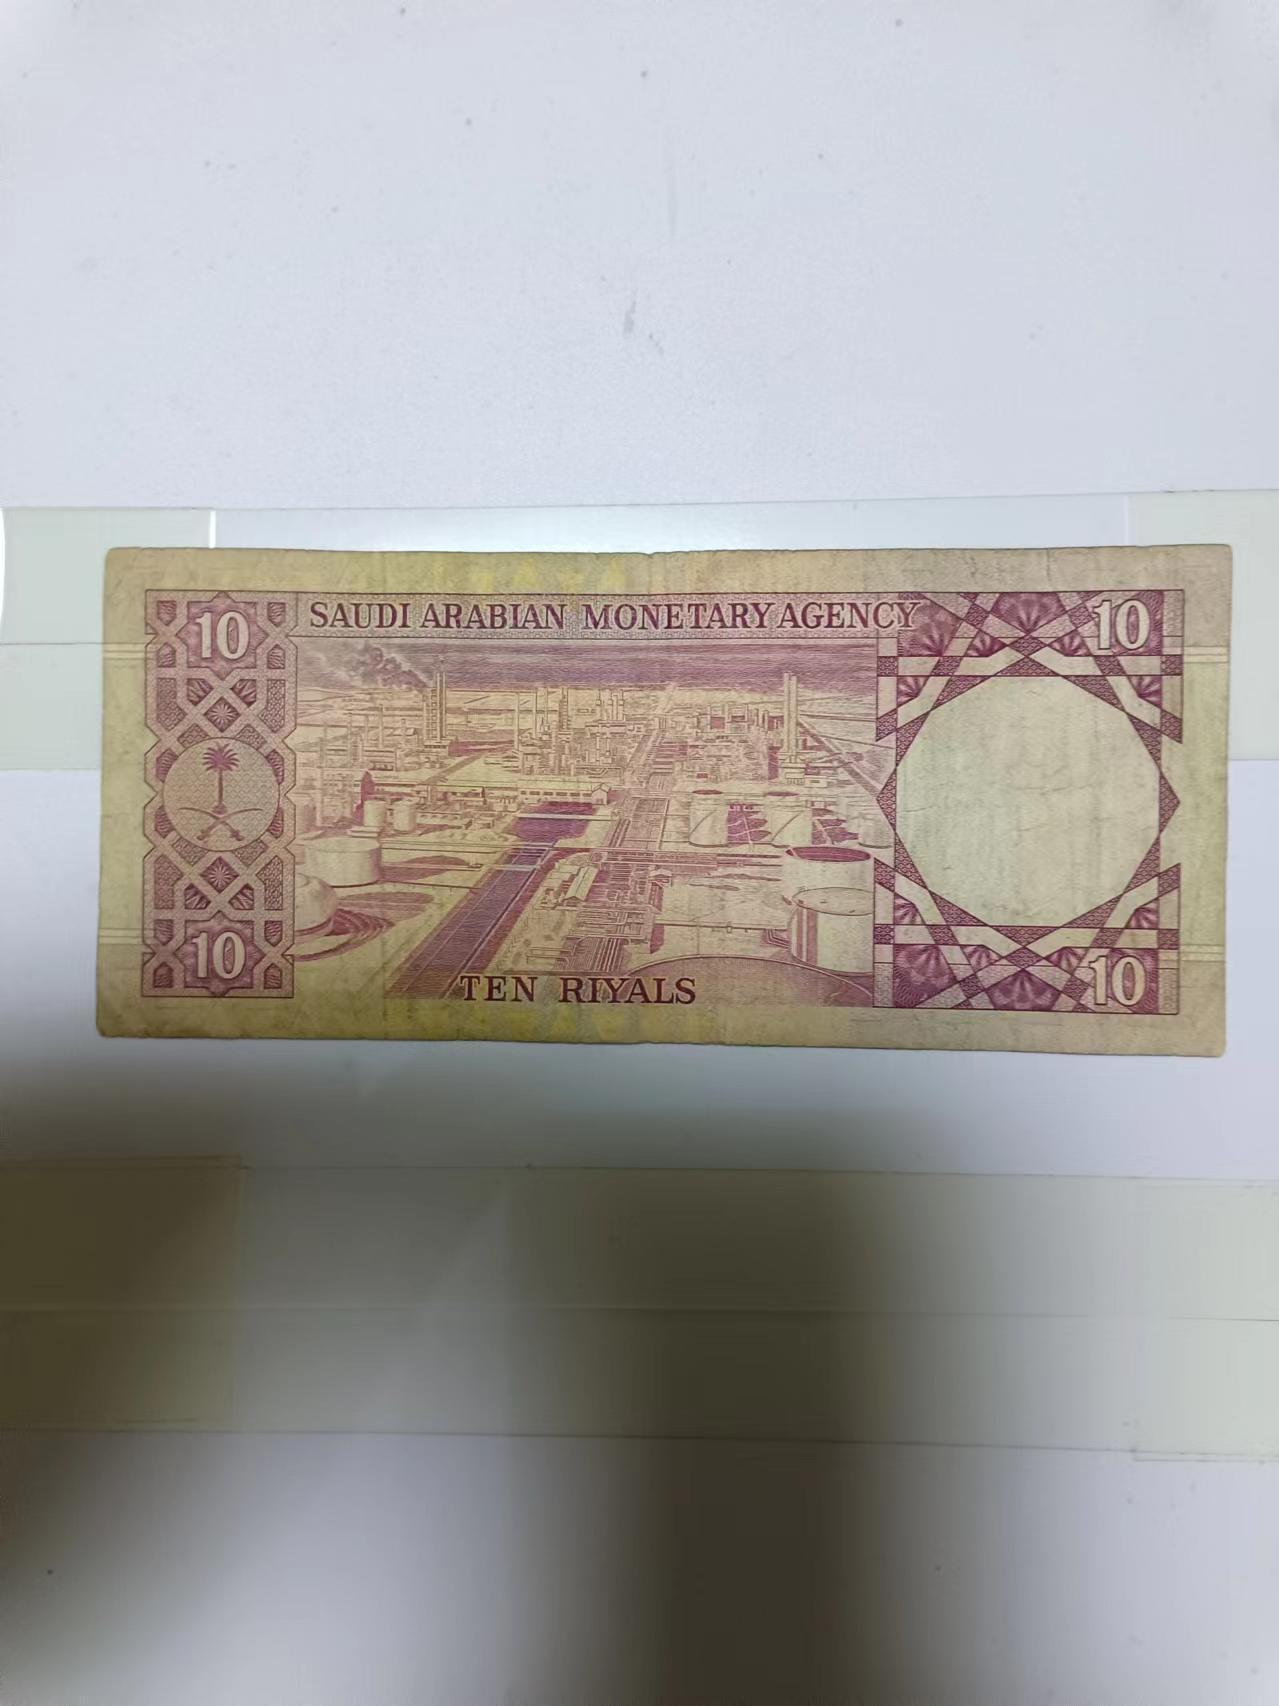 10 SAUDI ARABIAN MONETARY AGENCY 10
10 TEN RIYALS 10